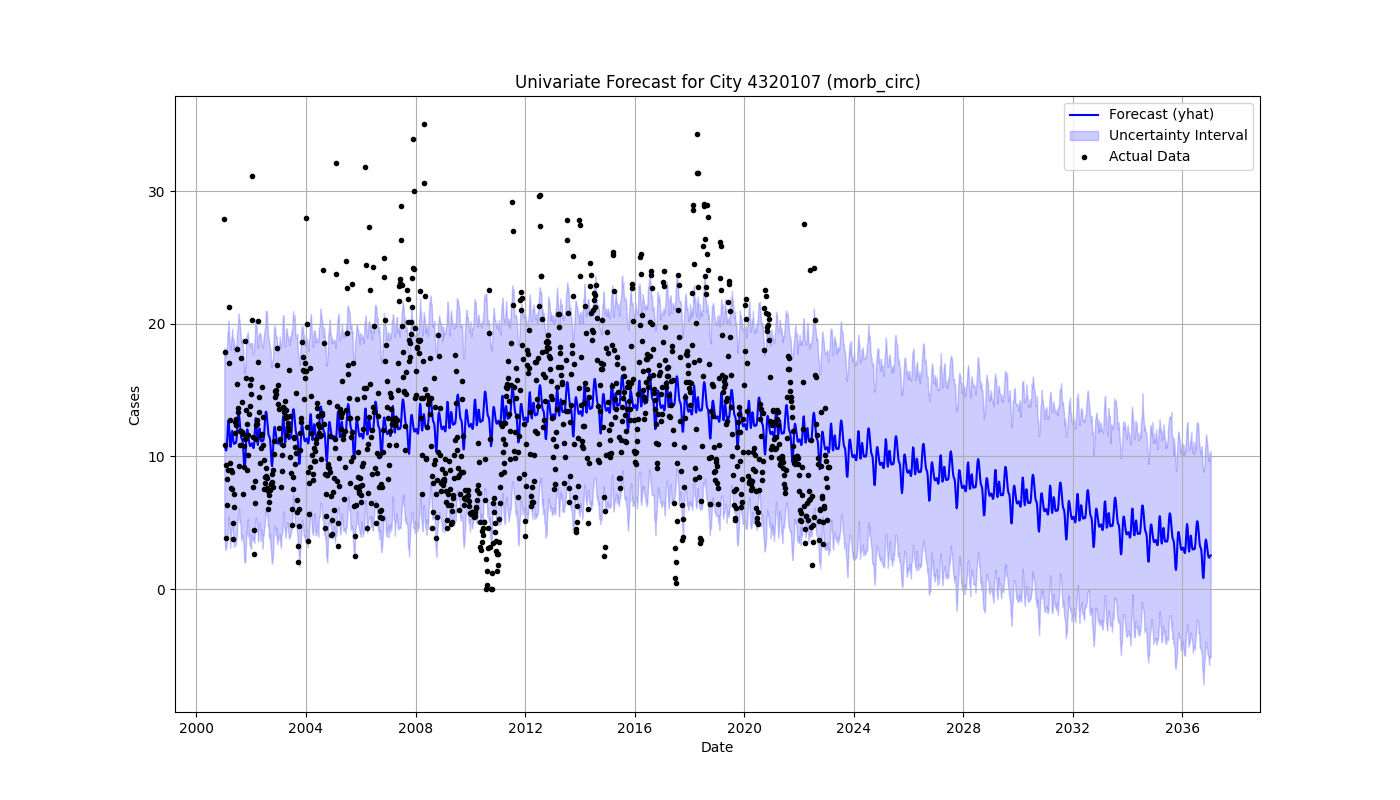 Univariate Forecast for City 4320107 (morb_circ)
Forecast (yhat)
Uncertainty Interval
Actual Data
Cases
30
20
10
0
2000 2004 2008 2012 2016 2020 2024 2028 2032 2036
Date